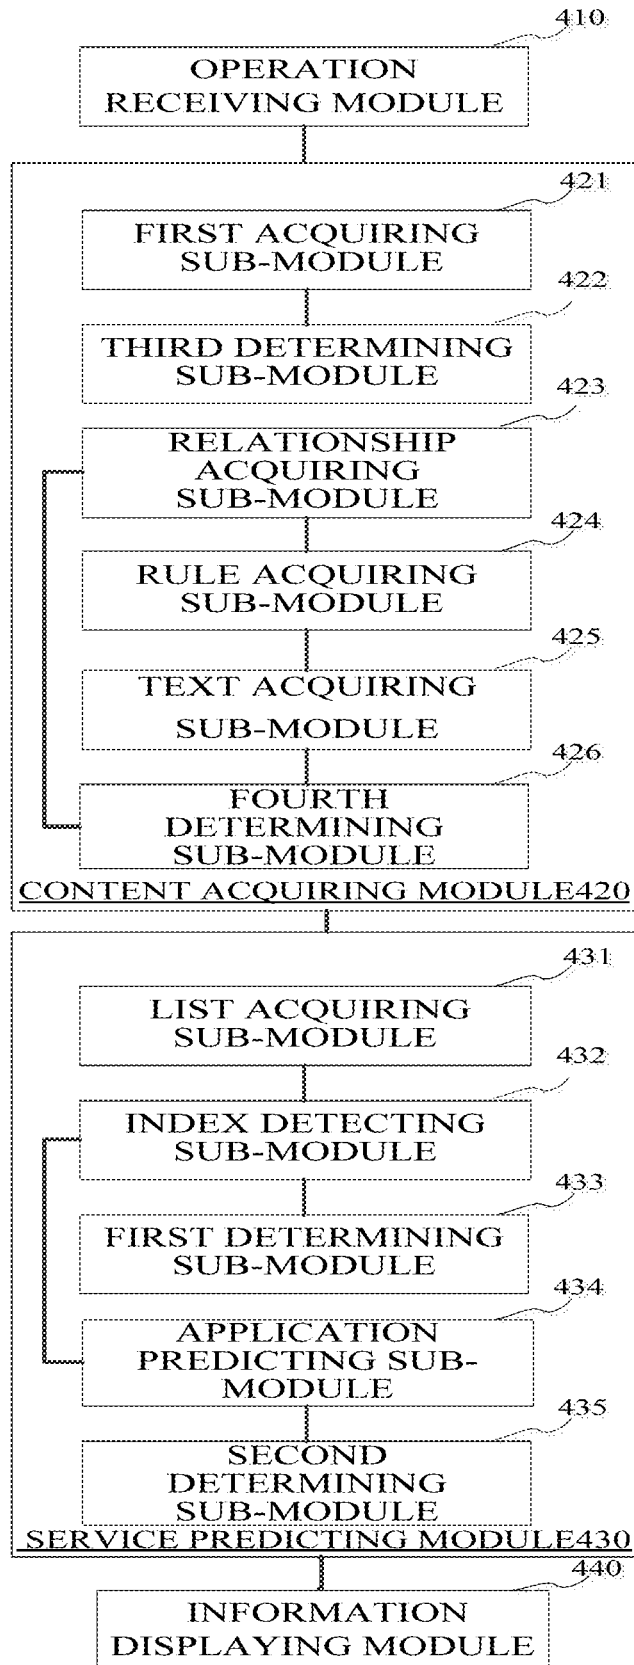 410
OPERATION
RECEIVING MODULE
421
FIRST ACQUIRING
SUB-MODULE
422
THIRD DETERMINING
SUB-MODULE
423
RELATIONSHIP
ACQUIRING
SUB-MODULE
424
RULE ACQUIRING
SUB-MODULE
425
TEXT ACQUIRING
SUB-MODULE
426
FOURTH
DETERMINING
SUB-MODULE
CONTENT ACQUIRING MODULE420
431
LIST ACQUIRING
SUB-MODULE
432
INDEX DETECTING
SUB-MODULE
433
FIRST DETERMINING
SUB-MODULE
434
APPLICATION
PREDICTING SUB-
MODULE
435
SECOND
DETERMINING
SUB-MODULE
SERVICE PREDICTING MODULE430
440
INFORMATION
DISPLAYING MODULE